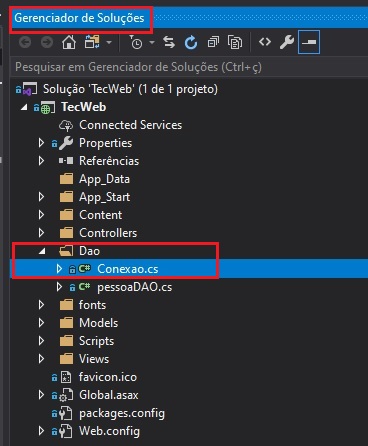 Gerenciador de Soluções
Pesquisar em Gerenciador de Soluções (Ctrl+ç)
Solução 'TecWeb' (1 de 1 projeto)
TecWeb
Connected Services
Properties
Referências
App_Data
App_Start
Content
Controllers
Dao
C# Conexao.cs
C# pessoaDAO.cs
fonts
Models
Scripts
Views
favicon.ico
Global.asax
packages.config
Web.config